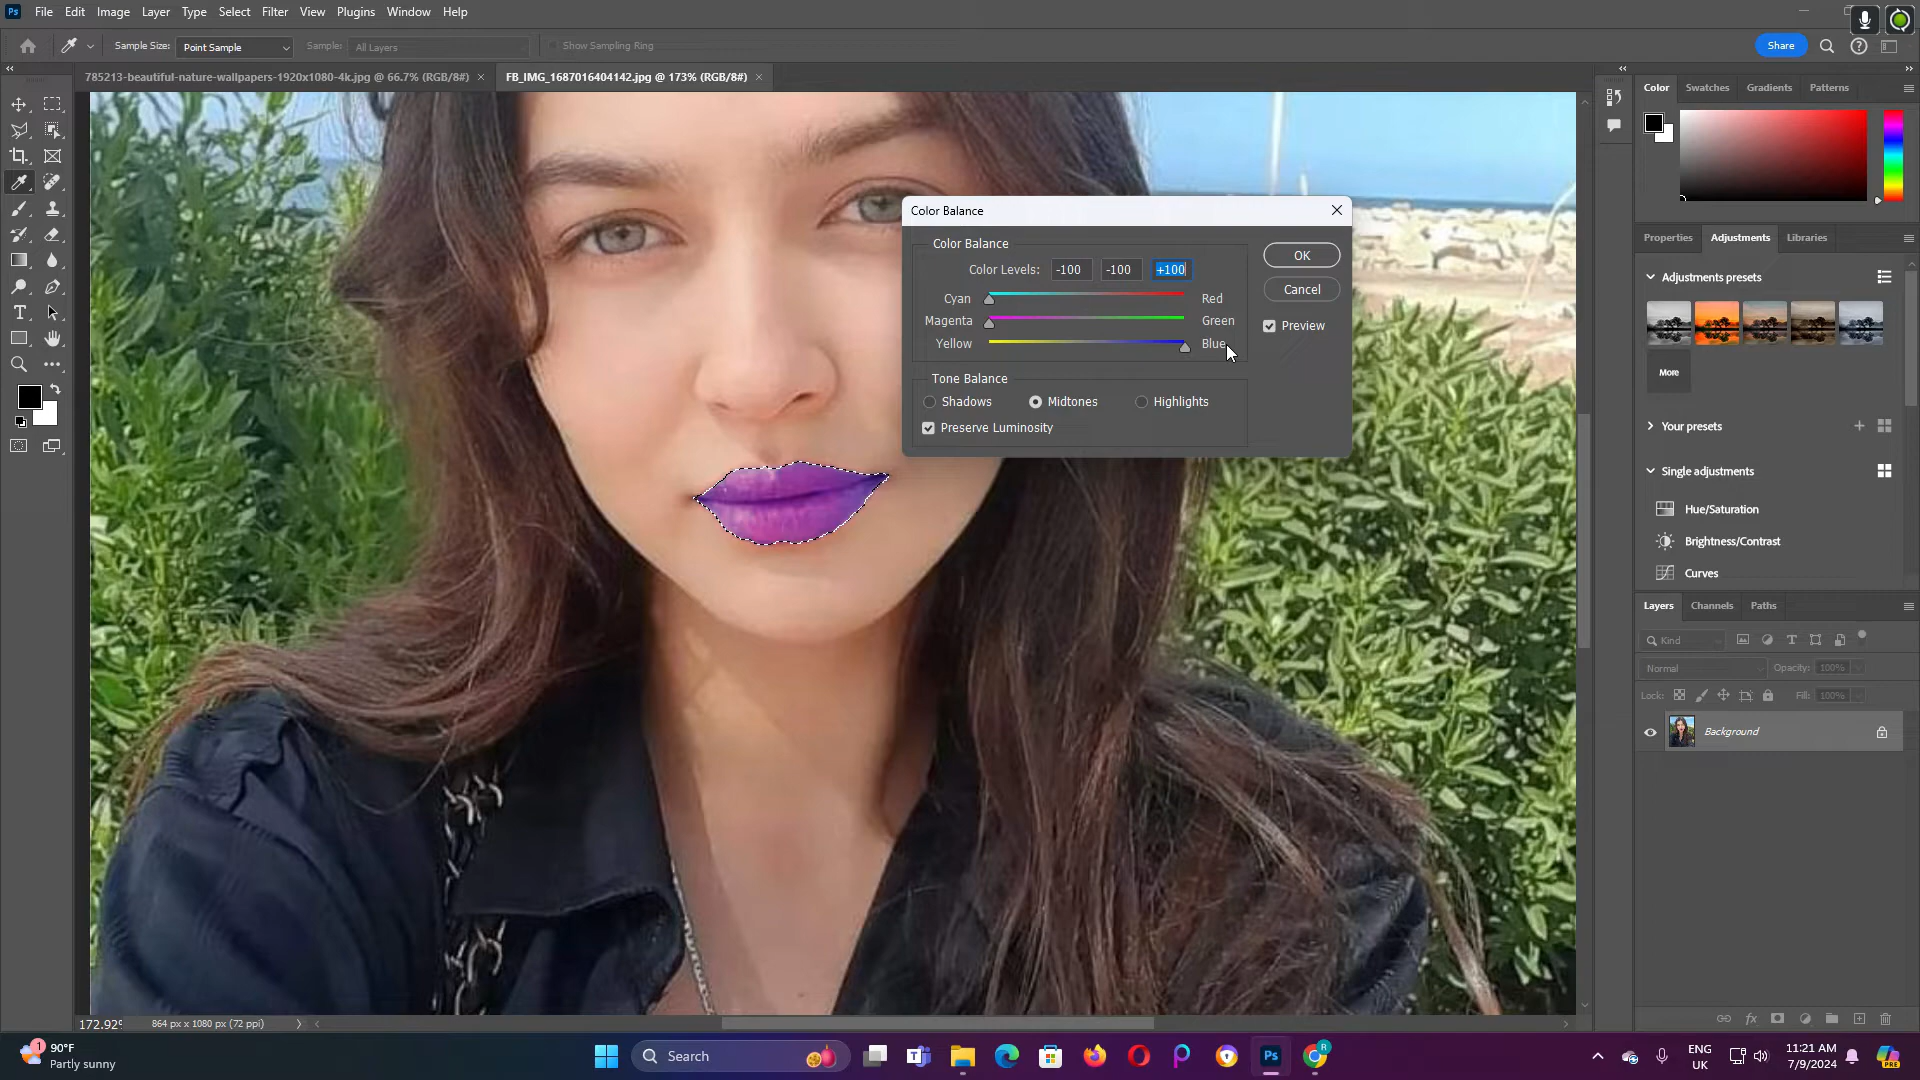 Ps File Edit Image Layer Type Select Filter View Plugins Window Help
Sample Size: Point Sample Sample: All Layers Show Sampling Ring Share
785213-beautiful-nature-wallpapers-1920x1080-4k.jpg @ 66.7% (RGB/8#) FB_IMG_1687016404142.jpg @ 173% (RGB/8#)
Color Swatches Gradients Patterns
Color Balance
Color Balance
Color Levels: -100 -100 +100
Cyan Red
Magenta Green
Yellow Blue
Tone Balance
Shadows Midtones Highlights
Preserve Luminosity
OK
Cancel
Preview
Properties Adjustments Libraries
Adjustments presets
More
Your presets
Single adjustments
Hue/Saturation
Brightness/Contrast
Curves
Layers Channels Paths
Kind
Normal Opacity: 100%
Lock: Fill: 100%
Background
172.92% 864 px x 1080 px (72 ppi)
1 90°F
Partly sunny
Search
Ps
R
ENG
UK
11:21 AM
7/9/2024
PRE